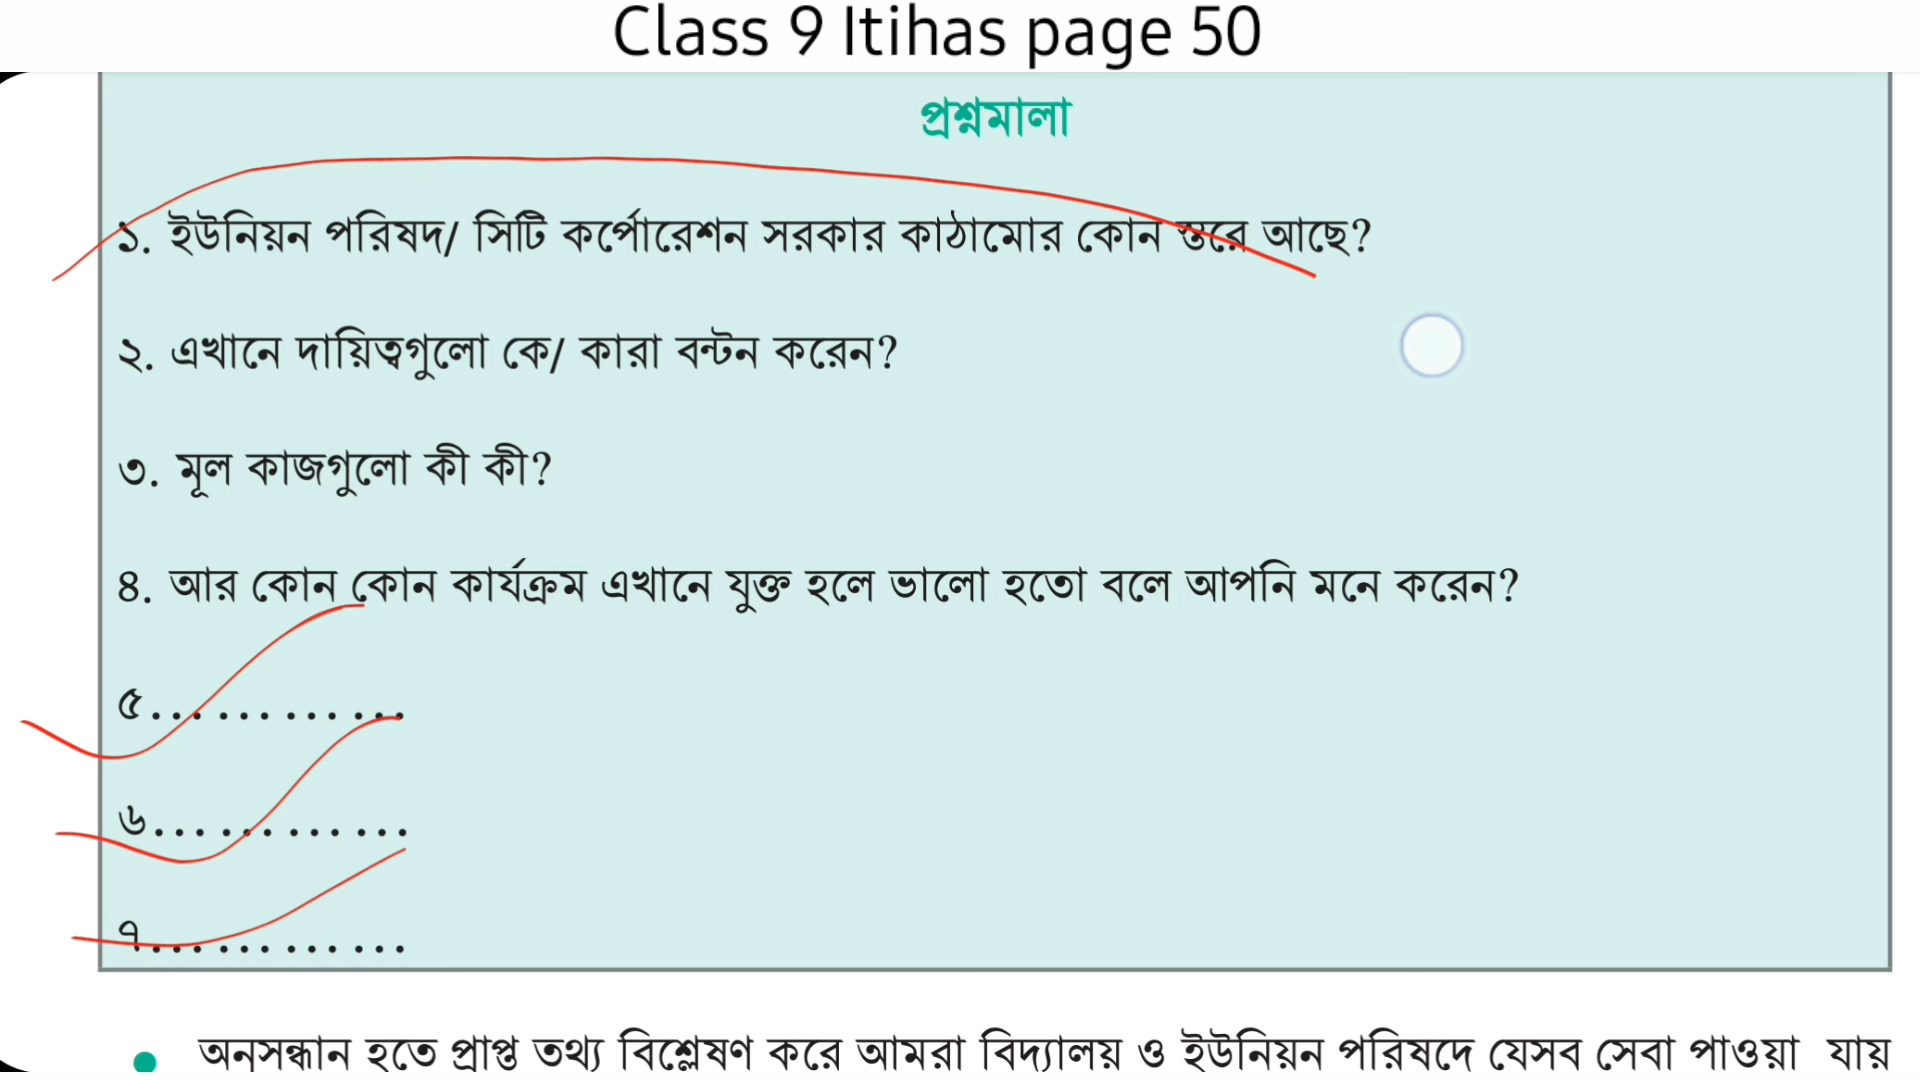 Class 9 Itihas page 50
প্রশ্নমালা
১. ইউনিয়ন পরিষদ/ সিটি কর্পোরেশন সরকার কাঠামোর কোন স্তরে আছে?
২. এখানে দায়িত্বগুলো কে/ কারা বন্টন করেন?
৩. মূল কাজগুলো কী কী?
৪. আর কোন কোন কার্যক্রম এখানে যুক্ত হলে ভালো হতো বলে আপনি মনে করেন?
৫............
৬............
৭............
অনুসন্ধান হতে প্রাপ্ত তথ্য বিশ্লেষণ করে আমরা বিদ্যালয় ও ইউনিয়ন পরিষদে যেসব সেবা পাওয়া যায়